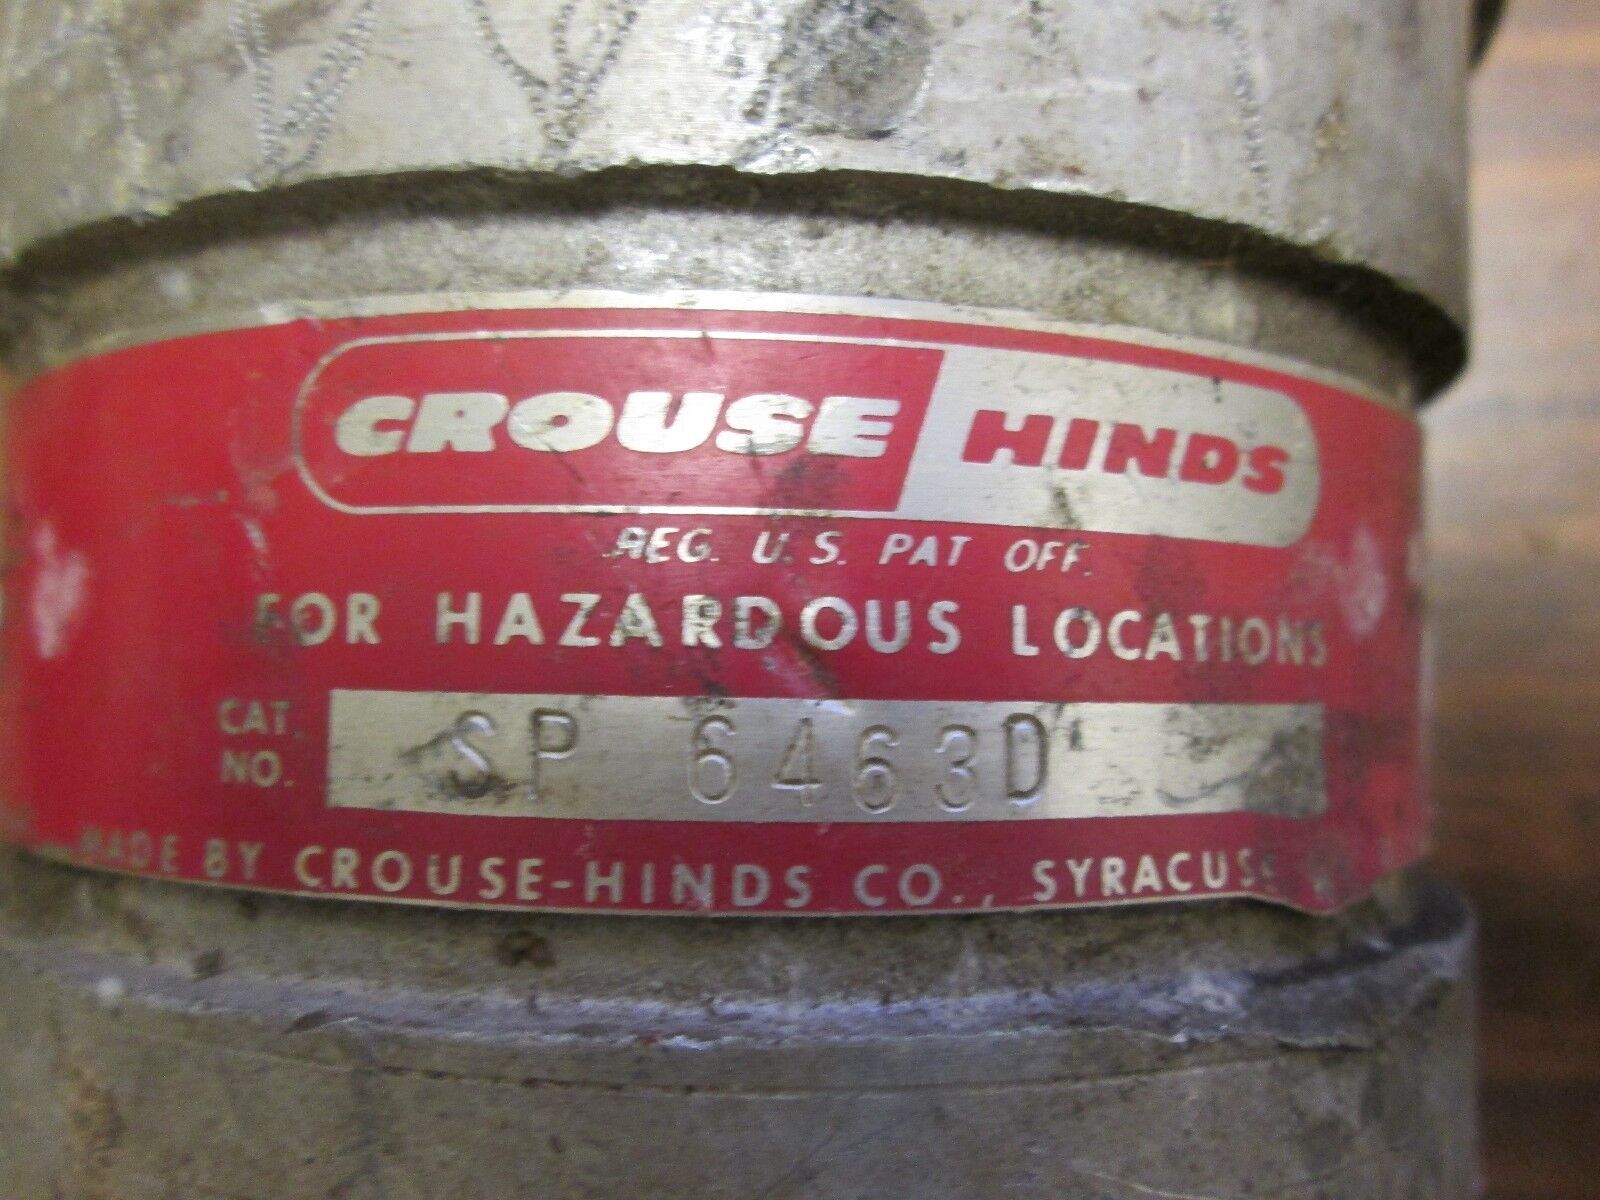 CROUSE HINDS
REG. U.S. PAT OFF.
FOR HAZARDOUS LOCATIONS
CAT. NO. SP 6463D
MADE BY CROUSE-HINDS CO., SYRACUSE